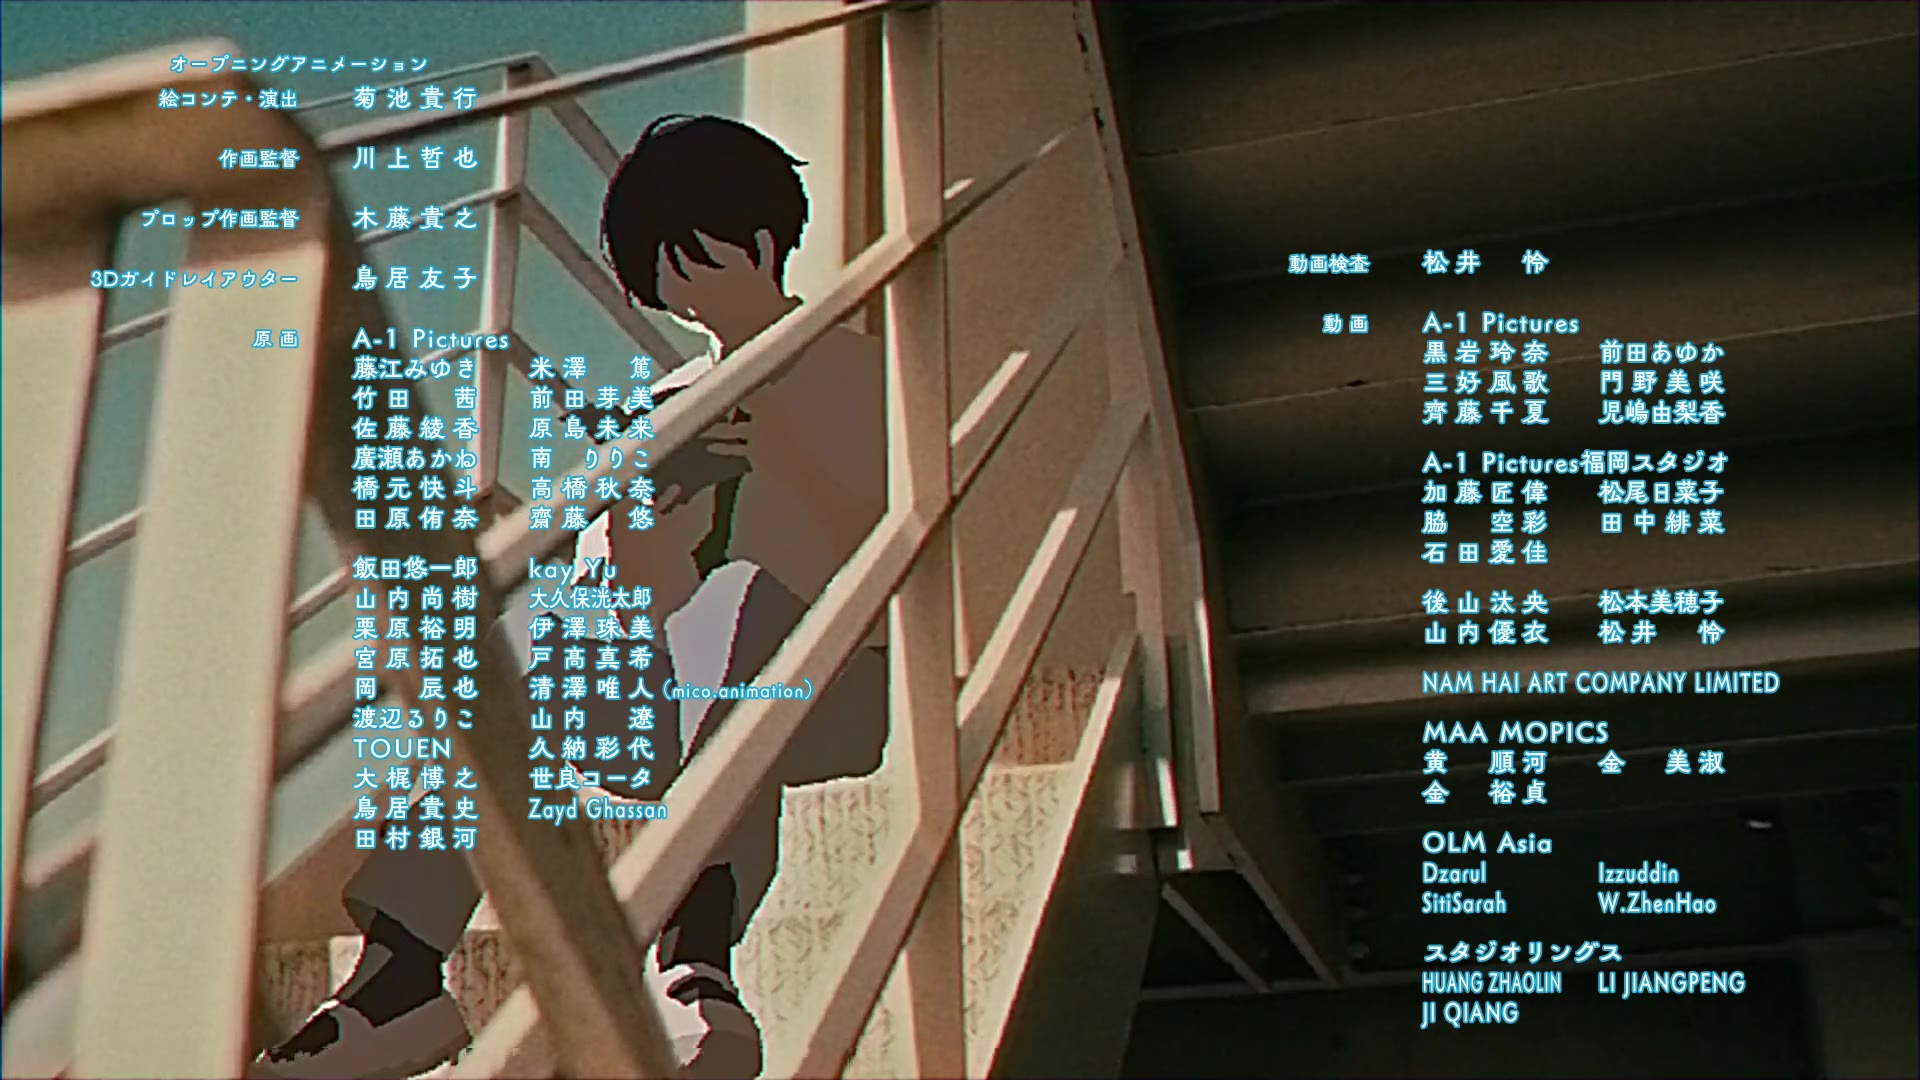 オープニングアニメーション
絵コンテ・演出 菊池貴行
作画監督 川上哲也
プロップ作画監督 木藤貴之
3Dガイドレイアウター 鳥居友子
原画 A-1 Pictures
藤江みゆき 米澤 篤
竹田 茜 前田芽美
佐藤綾香 原島未来
廣瀬あかね 南 りりこ
橋元快斗 高橋秋奈
田原侑奈 齋藤 悠
飯田悠一郎 kay Yu
山内尚樹 大久保洸太郎
栗原裕明 伊澤珠美
宮原拓也 戸髙真希
岡 辰也 清澤唯人(mico.animation)
渡辺るりこ 山内 遼
TOUEN 久納彩代
大梶博之 世良コータ
鳥居貴史 Zayd Ghassan
田村銀河
動画検査 松井 怜
動画 A-1 Pictures
黒岩玲奈 前田あゆか
三好風歌 門野美咲
齊藤千夏 児嶋由梨香
A-1 Pictures福岡スタジオ
加藤匠偉 松尾日菜子
脇 空彩 田中緋菜
石田愛佳
後山汰央 松本美穂子
山内優衣 松井 怜
NAM HAI ART COMPANY LIMITED
MAA MOPICS
黄 順河 金 美淑
金 裕貞
OLM Asia
Dzarul Izzuddin
SitiSarah W.ZhenHao
スタジオリングス
HUANG ZHAOLIN LI JIANGPENG
JI QIANG